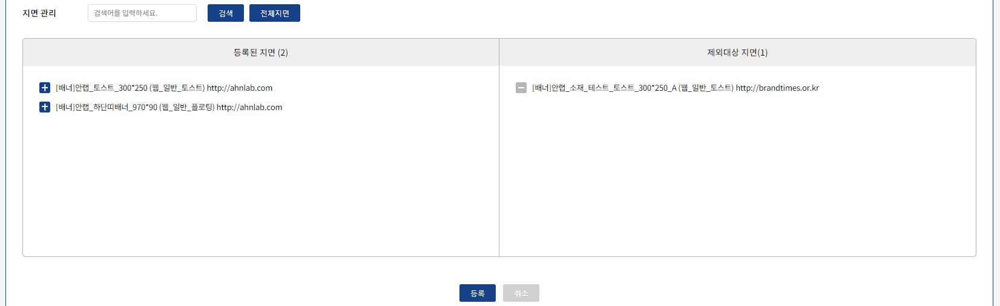 지면 관리 검색어를 입력하세요. 검색 전체지면
등록된 지면 (2) 제외대상 지면(1)
[배너]안랩_토스트_300*250 (웹_일반_토스트) http://ahnlab.com [배너]안랩_소재_테스트_토스트_300*250_A (웹_일반_토스트) http://brandtimes.or.kr
[배너]안랩_하단띠배너_970*90 (웹_일반_플로팅) http://ahnlab.com
등록 취소